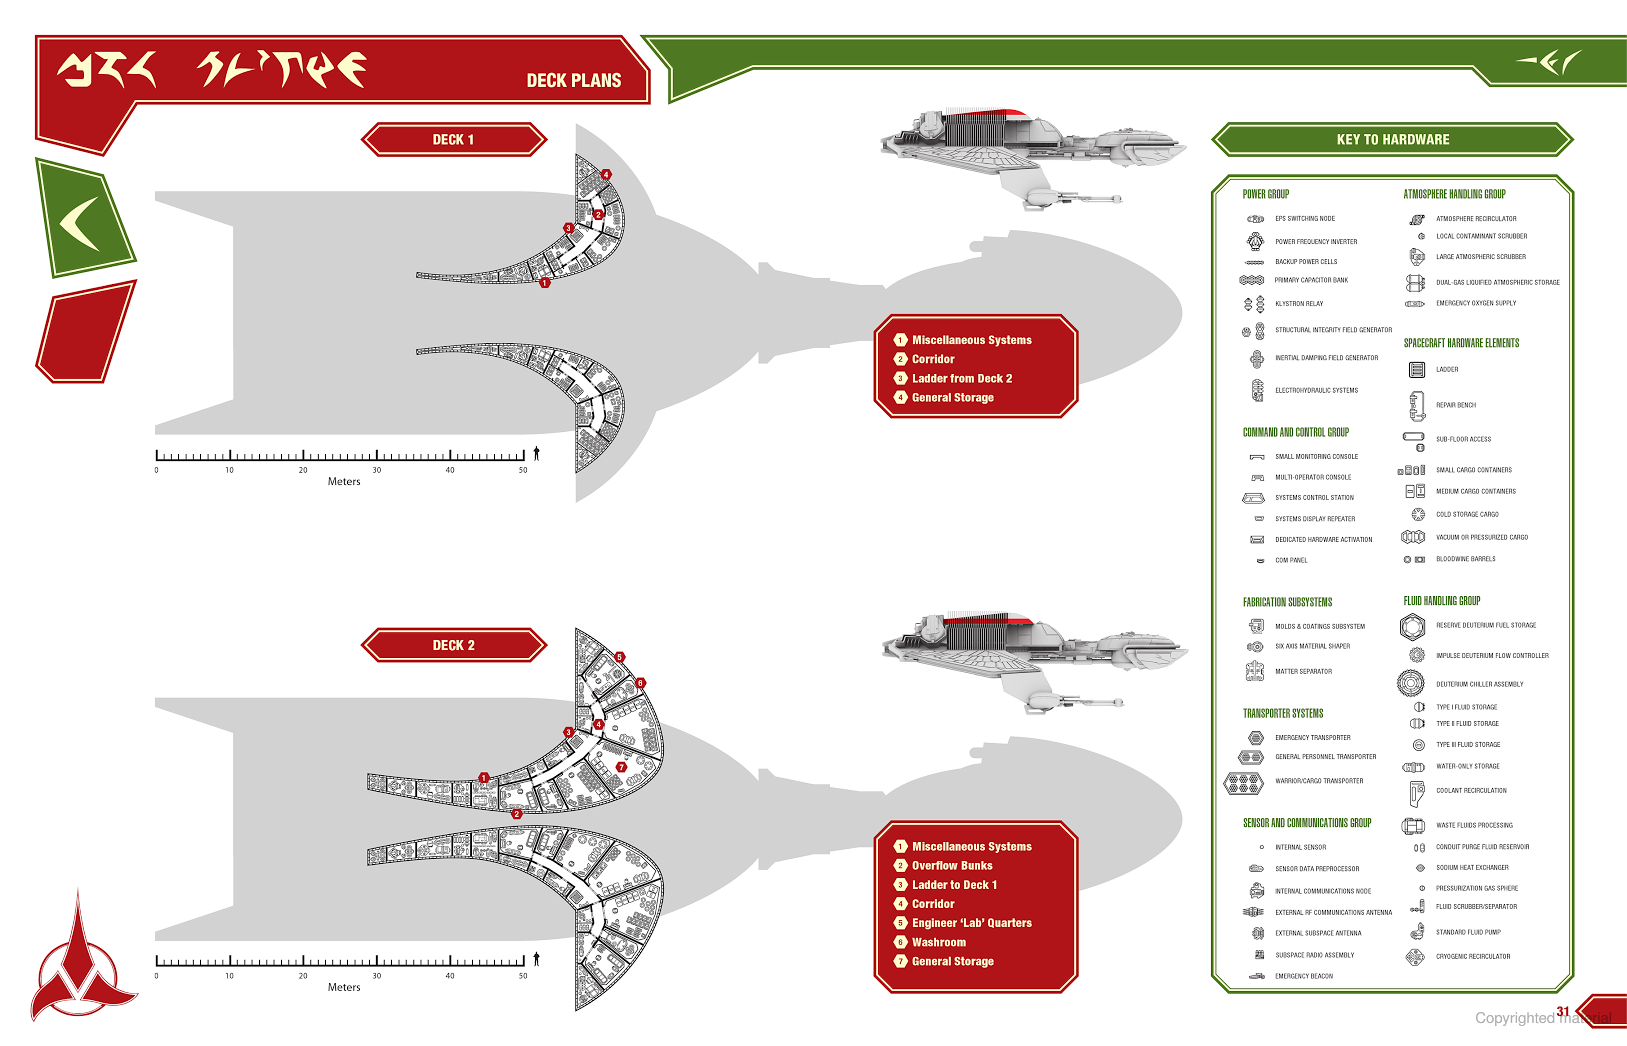 DECK PLANS
DECK 1
1 Miscellaneous Systems
2 Corridor
3 Ladder from Deck 2
4 General Storage
4
2
3
1
0 10 20 30 40 50
Meters
DECK 2
1 Miscellaneous Systems
2 Overflow Bunks
3 Ladder to Deck 1
4 Corridor
5 Engineer ‘Lab’ Quarters
6 Washroom
7 General Storage
5
6
4
3
7
1
2
0 10 20 30 40 50
Meters
KEY TO HARDWARE
POWER GROUP
EPS SWITCHING NODE
POWER FREQUENCY INVERTER
BACKUP POWER CELLS
PRIMARY CAPACITOR BANK
KLYSTRON RELAY
STRUCTURAL INTEGRITY FIELD GENERATOR
INERTIAL DAMPING FIELD GENERATOR
ELECTROHYDRAULIC SYSTEMS
COMMAND AND CONTROL GROUP
SMALL MONITORING CONSOLE
MULTI-OPERATOR CONSOLE
SYSTEMS CONTROL STATION
SYSTEMS DISPLAY REPEATER
DEDICATED HARDWARE ACTIVATION
COM PANEL
FABRICATION SUBSYSTEMS
MOLDS & COATINGS SUBSYSTEM
SIX AXIS MATERIAL SHAPER
MATTER SEPARATOR
TRANSPORTER SYSTEMS
EMERGENCY TRANSPORTER
GENERAL PERSONNEL TRANSPORTER
WARRIOR/CARGO TRANSPORTER
SENSOR AND COMMUNICATIONS GROUP
INTERNAL SENSOR
SENSOR DATA PREPROCESSOR
INTERNAL COMMUNICATIONS NODE
EXTERNAL RF COMMUNICATIONS ANTENNA
EXTERNAL SUBSPACE ANTENNA
SUBSPACE RADIO ASSEMBLY
EMERGENCY BEACON
ATMOSPHERE HANDLING GROUP
ATMOSPHERE RECIRCULATOR
LOCAL CONTAMINANT SCRUBBER
LARGE ATMOSPHERIC SCRUBBER
DUAL-GAS LIQUIFIED ATMOSPHERIC STORAGE
EMERGENCY OXYGEN SUPPLY
SPACECRAFT HARDWARE ELEMENTS
LADDER
REPAIR BENCH
SUB-FLOOR ACCESS
SMALL CARGO CONTAINERS
MEDIUM CARGO CONTAINERS
COLD STORAGE CARGO
VACUUM OR PRESSURIZED CARGO
BLOODWINE BARRELS
FLUID HANDLING GROUP
RESERVE DEUTERIUM FUEL STORAGE
IMPULSE DEUTERIUM FLOW CONTROLLER
DEUTERIUM CHILLER ASSEMBLY
TYPE I FLUID STORAGE
TYPE II FLUID STORAGE
TYPE III FLUID STORAGE
WATER-ONLY STORAGE
COOLANT RECIRCULATION
WASTE FLUIDS PROCESSING
CONDUIT PURGE FLUID RESERVOIR
SODIUM HEAT EXCHANGER
PRESSURIZATION GAS SPHERE
FLUID SCRUBBER/SEPARATOR
STANDARD FLUID PUMP
CRYOGENIC RECIRCULATOR
31
Copyrighted material